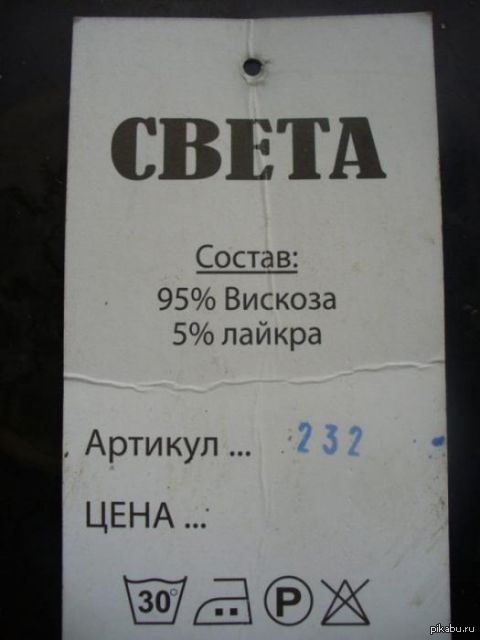 СВЕТА
Состав:
95% Вискоза
5% лайкра
Артикул ... 232
ЦЕНА ...
30° P
pikabu.ru